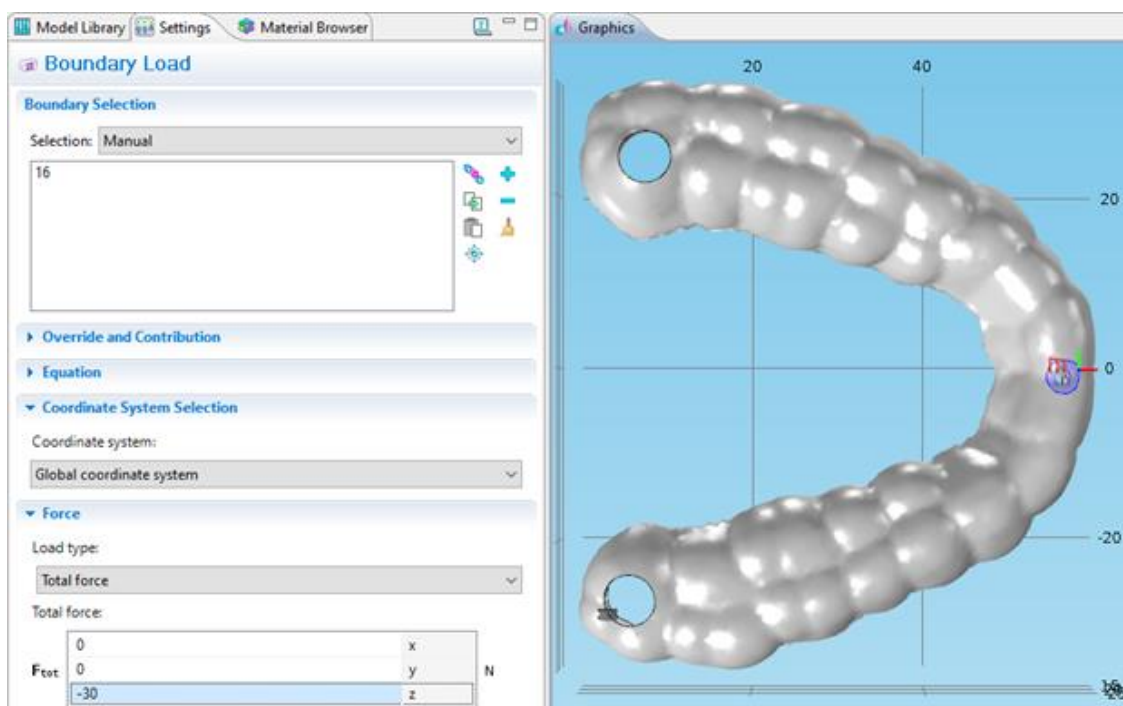 Model Library Settings Material Browser
Boundary Load
Boundary Selection
Selection: Manual
16
Override and Contribution
Equation
Coordinate System Selection
Coordinate system:
Global coordinate system
Force
Load type:
Total force
Total force:
0 x
Ftot 0 y N
-30 z
Graphics
20 40
20
0
-20